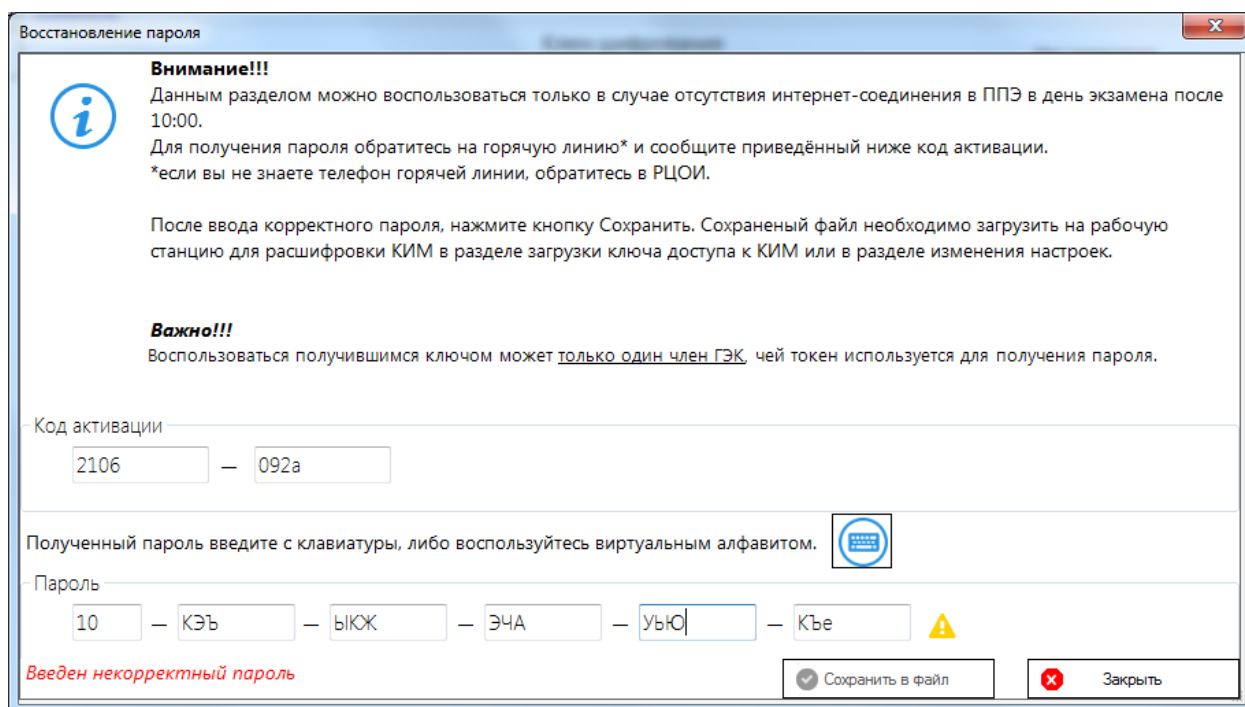 Восстановление пароля
Внимание!!!
Данным разделом можно воспользоваться только в случае отсутствия интернет-соединения в ППЭ в день экзамена после
10:00.
Для получения пароля обратитесь на горячую линию* и сообщите приведённый ниже код активации.
*если вы не знаете телефон горячей линии, обратитесь в РЦОИ.
После ввода корректного пароля, нажмите кнопку Сохранить. Сохраненый файл необходимо загрузить на рабочую
станцию для расшифровки КИМ в разделе загрузки ключа доступа к КИМ или в разделе изменения настроек.
Важно!!!
Воспользоваться получившимся ключом может только один член ГЭК, чей токен используется для получения пароля.
Код активации
2106 — 092a
Полученный пароль введите с клавиатуры, либо воспользуйтесь виртуальным алфавитом.
Пароль
10 — КЭЪ — ЫКЖ — ЭЧА — УЬЮ — КЪе
Введен некорректный пароль
Сохранить в файл
Закрыть